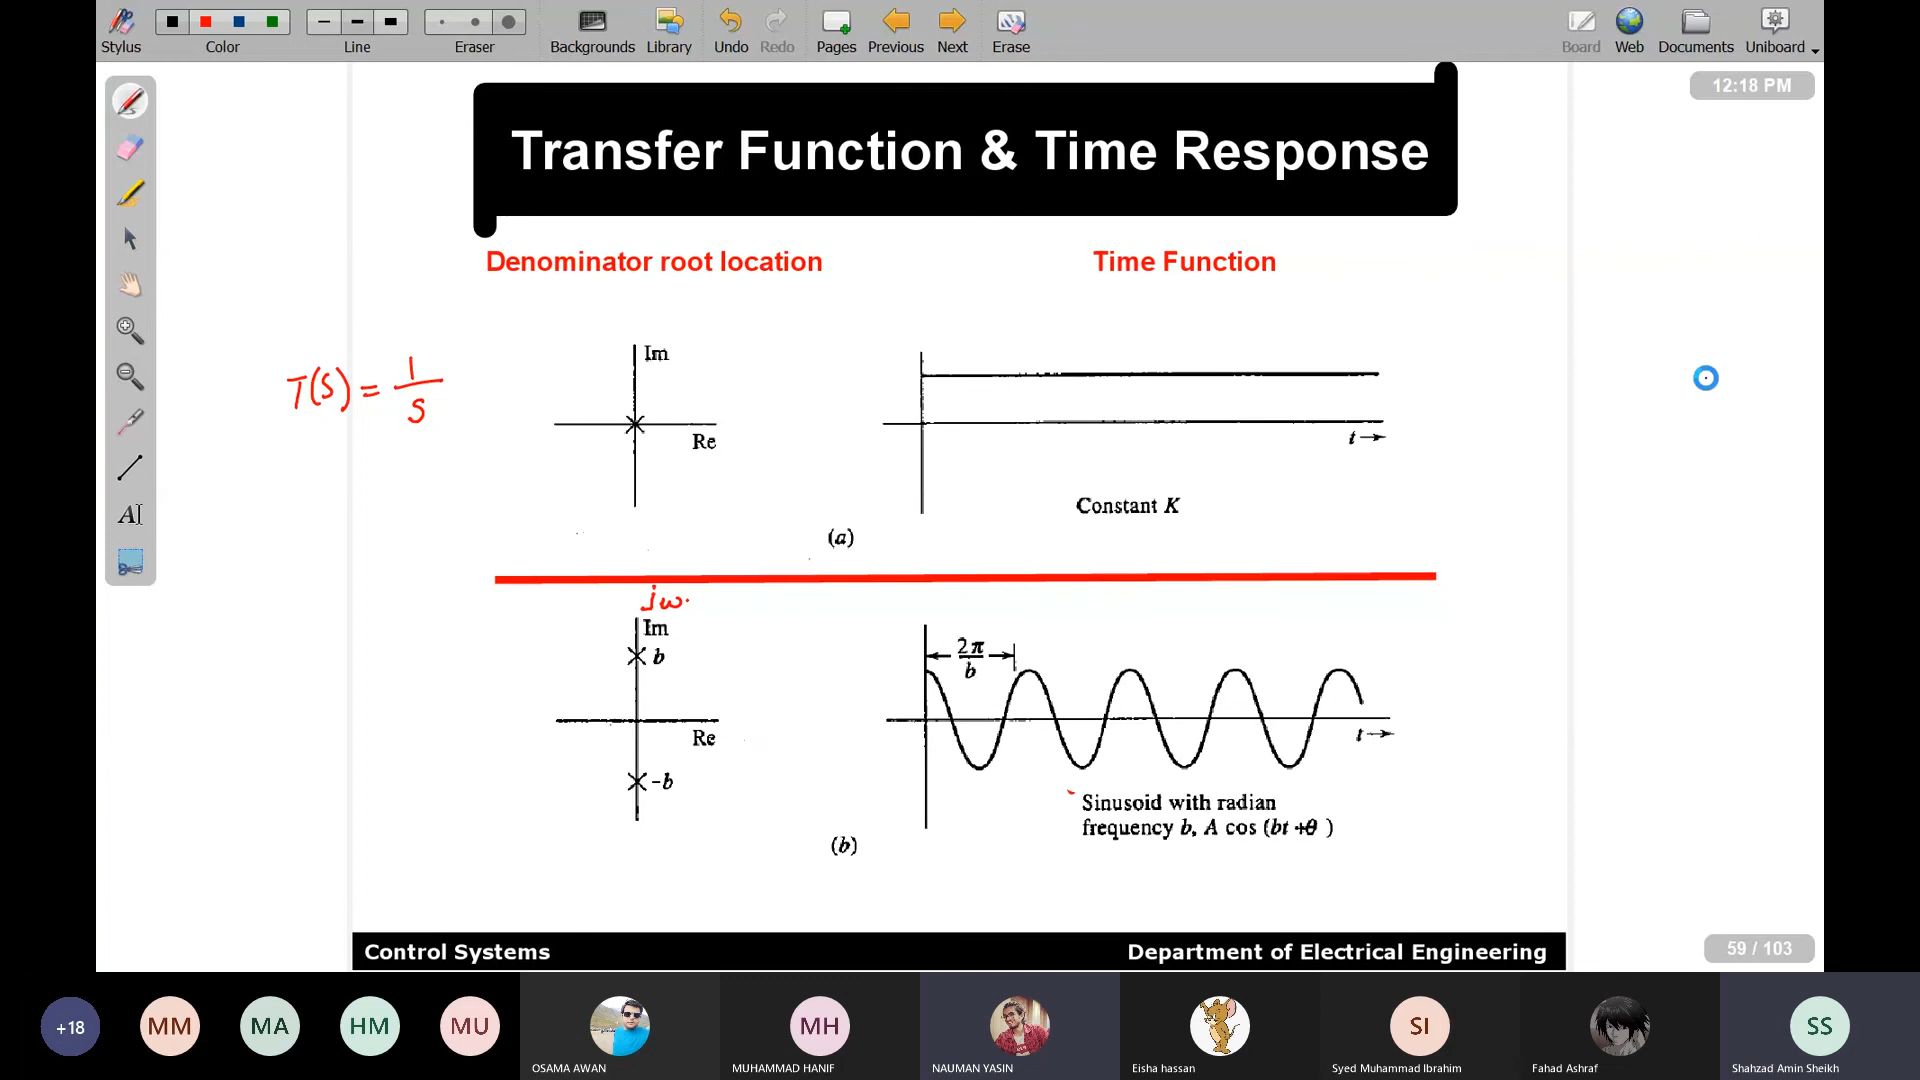 Stylus Color Line Eraser Backgrounds Library Undo Redo Pages Previous Next Erase Board Web Documents Uniboard
12:18 PM
Transfer Function & Time Response
Denominator root location Time Function
T(S) = 1/s
Im
Re
t→
Constant K
(a)
jω
Im
b
Re
-b
2π/b
t→
Sinusoid with radian
frequency b, A cos (bt +θ )
(b)
A
Control Systems Department of Electrical Engineering
59 / 103
+18 MM MA HM MU MH SI SS
OSAMA AWAN MUHAMMAD HANIF NAUMAN YASIN Eisha hassan Syed Muhammad Ibrahim Fahad Ashraf Shahzad Amin Sheikh